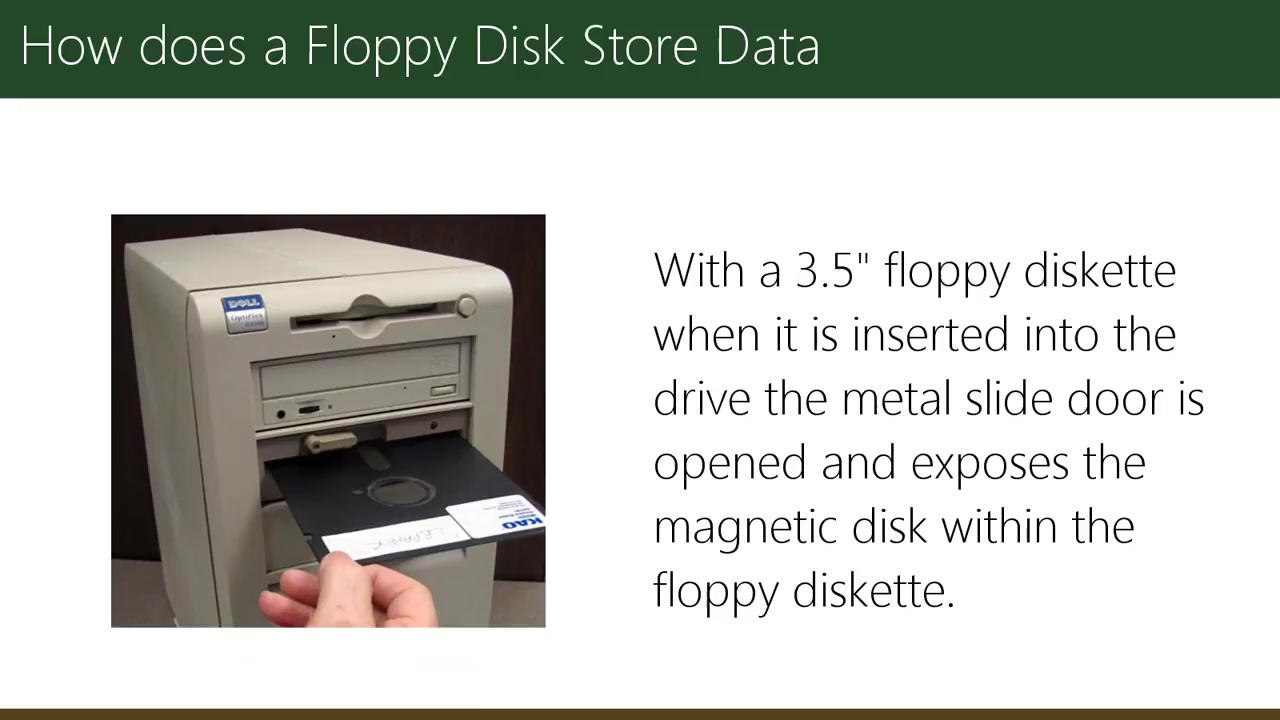 How does a Floppy Disk Store Data
DELL
OptiPlex
With a 3.5" floppy diskette
when it is inserted into the
drive the metal slide door is
opened and exposes the
magnetic disk within the
floppy diskette.
KAO